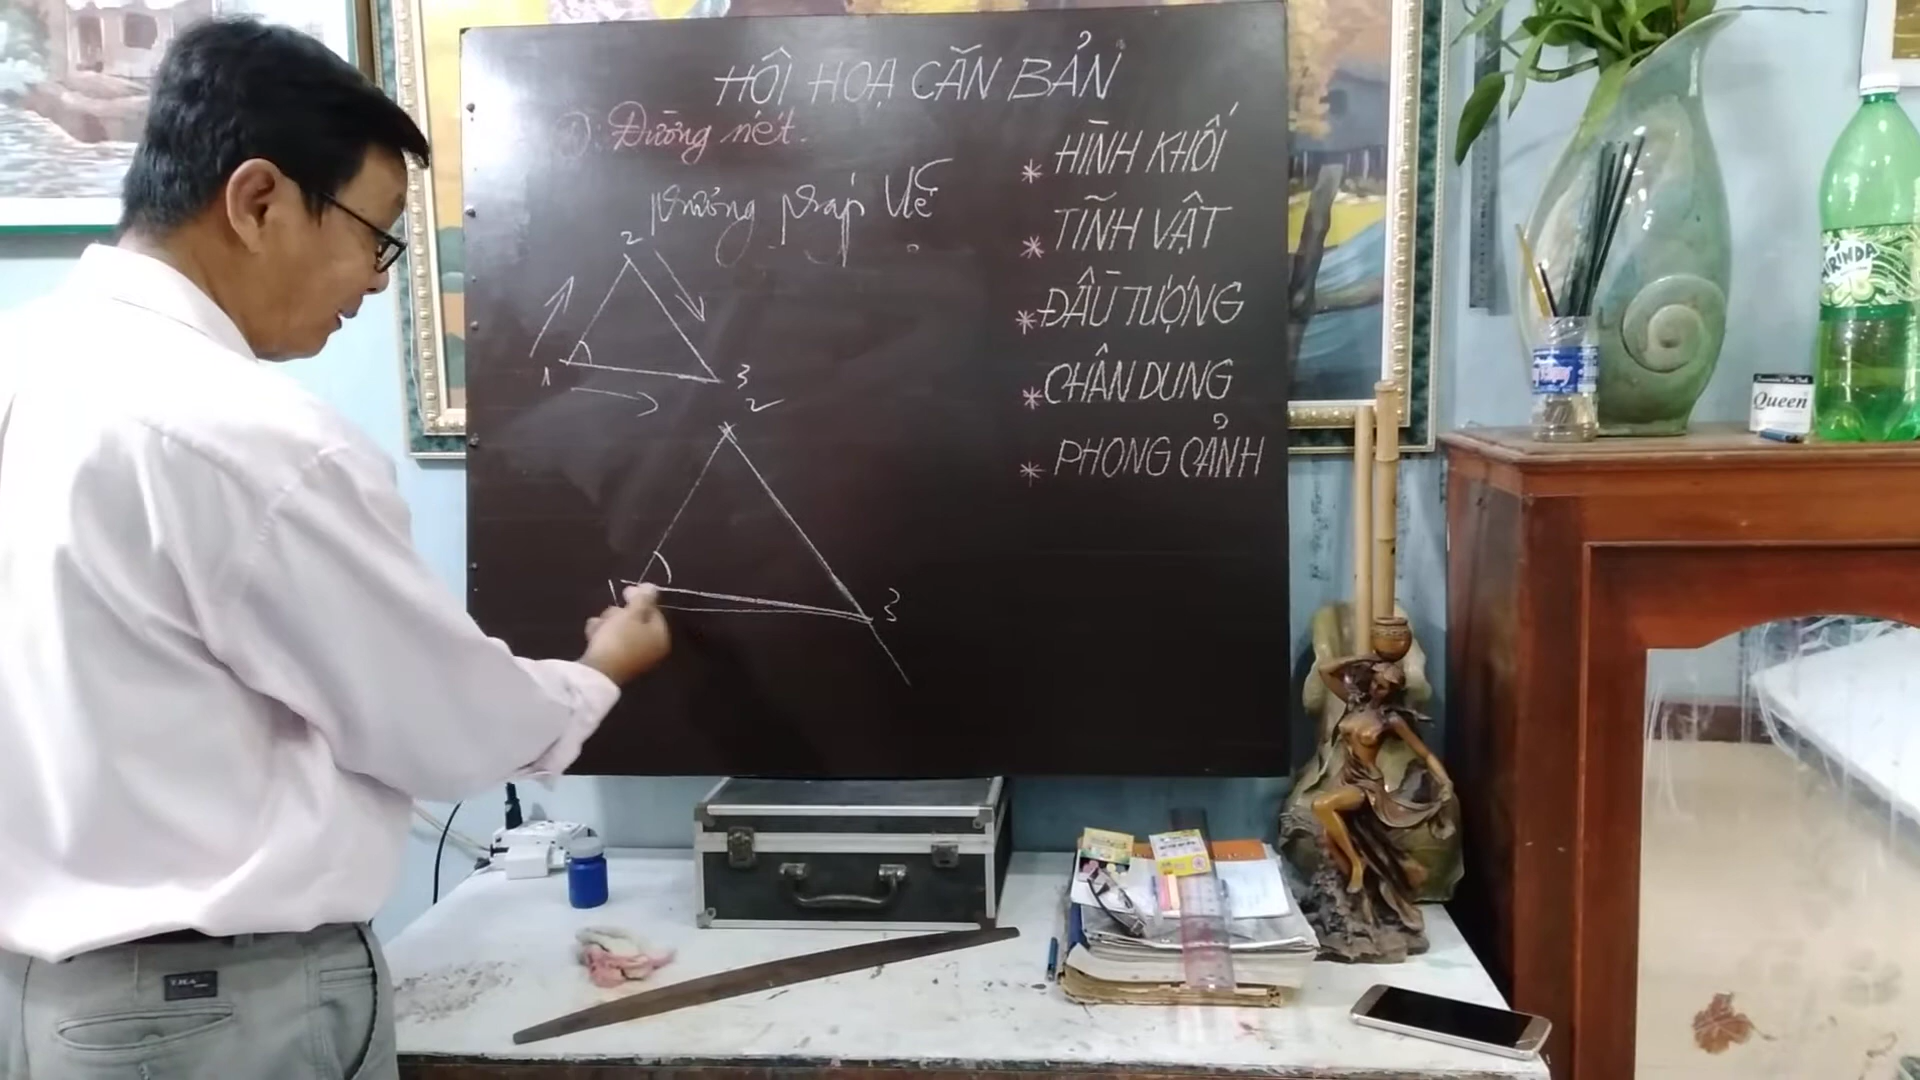 HỘI HOẠ CĂN BẢN
①: Đường nét.
phương pháp Vẽ
* HÌNH KHỐI
* TĨNH VẬT
* ĐẦU TƯỢNG
* CHÂN DUNG
* PHONG CẢNH
2
1
3
2
1
3
MIRINDA
Queen